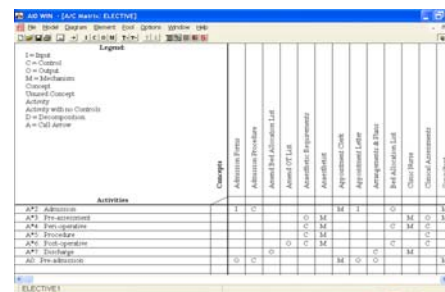 AI0 WIN - [A/C Matrix: ELECTIVE]
File Model Diagram Element Tool Options Window Help
Legend:
I = Input
C = Control
O = Output
M = Mechanism
Concept
Unused Concept
Activity
Activity with no Controls
D = Decomposition
A = Call Arrow
Activities
Concepts
Admission Forms
Admission Procedure
Amend Bed Allocation List
Amend OT List
Anaesthetic Requirements
Anaesthetist
Appointment Clerk
Appointment Letter
Arrangements & Plans
Bed Allocation List
Clinic Nurse
Clinical Assessments
A*2 Admission I C M I O
A*3 Pre-assessment O M M O
A*4 Peri-operative C M C M C
A*5 Procedure C M C
A*6 Post-operative O C M C C
A*7 Discharge O C M
A0 Pre-admission O C M O O
ELECTIVE1